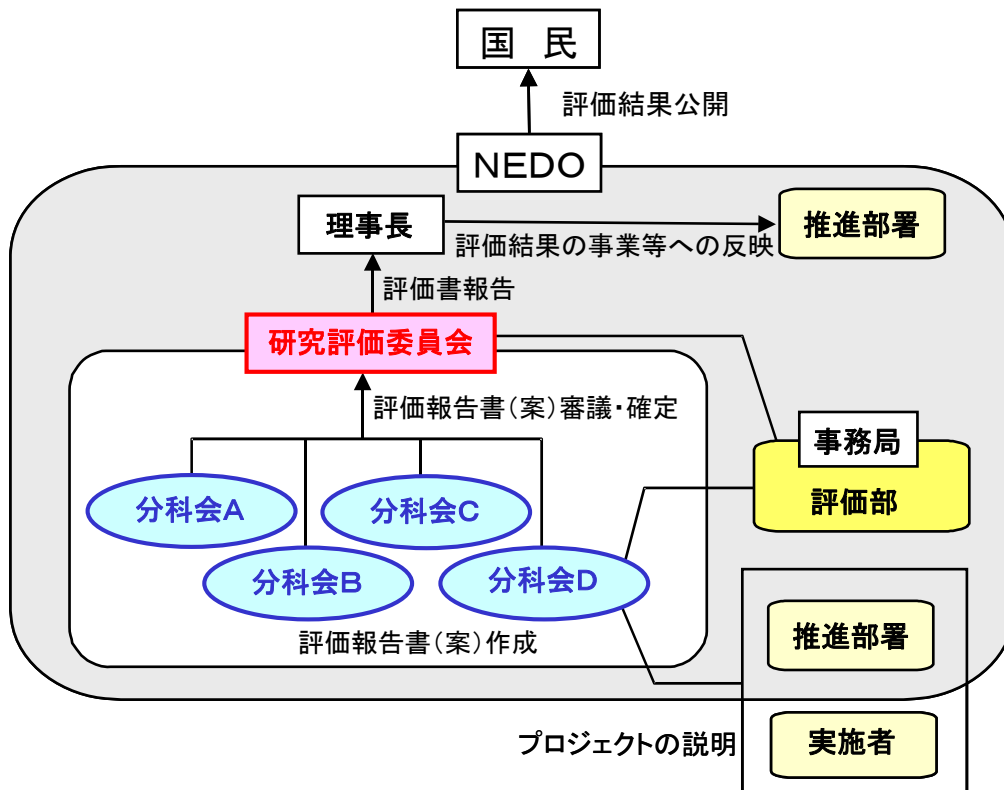 国　民
評価結果公開
NEDO
理事長
推進部署
評価結果の事業等への反映
評価書報告
研究評価委員会
評価報告書(案)審議・確定
事務局
評価部
分科会A
分科会C
分科会B
分科会D
評価報告書(案)作成
推進部署
プロジェクトの説明
実施者